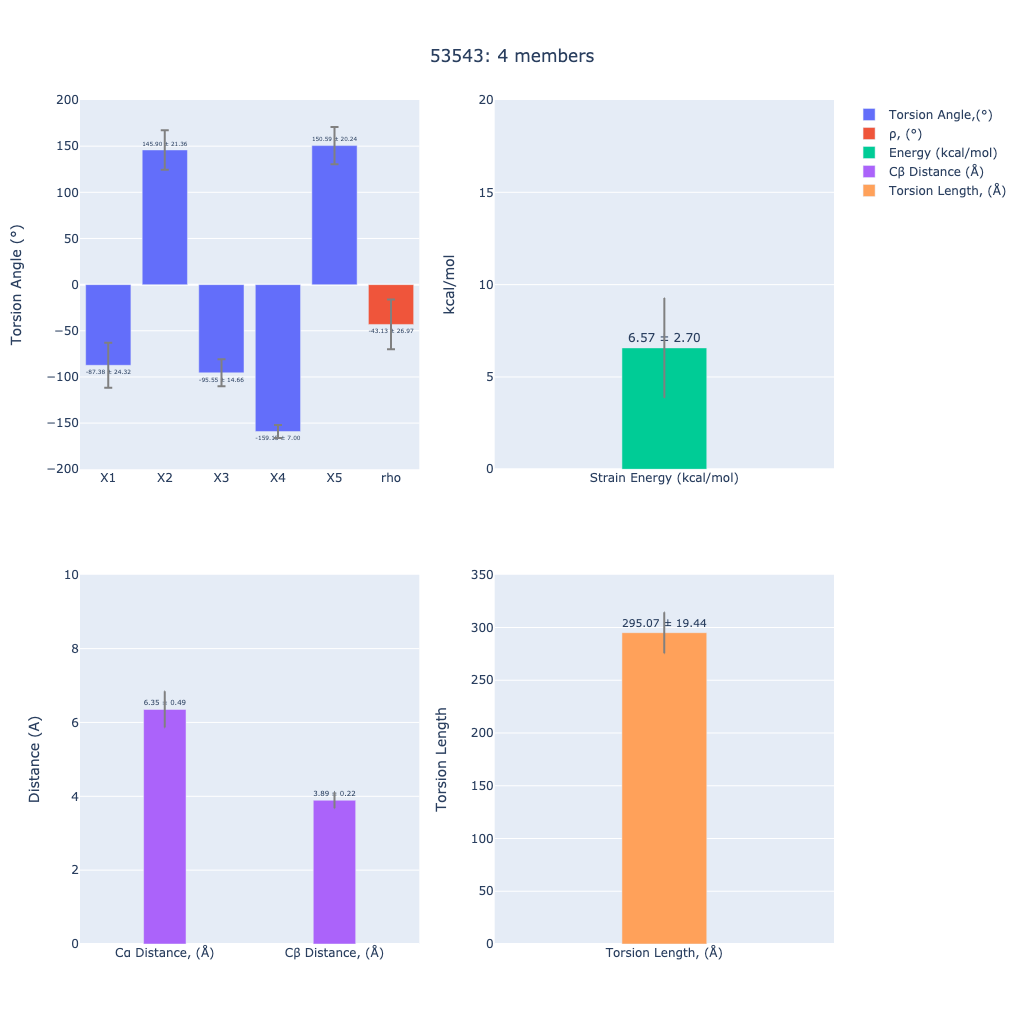 53543: 4 members
200
150
100
50
0
−50
−100
−150
−200
Torsion Angle (°)
-87.38 ± 24.32
145.90 ± 21.36
-95.55 ± 14.66
± 7.00
150.59 ± 20.24
-43.13 ± 26.97
X1
X2
X3
X4
X5
rho
20
15
10
5
0
kcal/mol
6.57 ± 2.70
Strain Energy (kcal/mol)
Torsion Angle,(°)
ρ, (°)
Energy (kcal/mol)
Cβ Distance (Å)
Torsion Length, (Å)
10
8
6
4
2
0
Distance (A)
6.35 ± 0.49
3.89 ± 0.22
Cα Distance, (Å)
Cβ Distance, (Å)
350
300
250
200
150
100
50
0
Torsion Length
295.07 ± 19.44
Torsion Length, (Å)